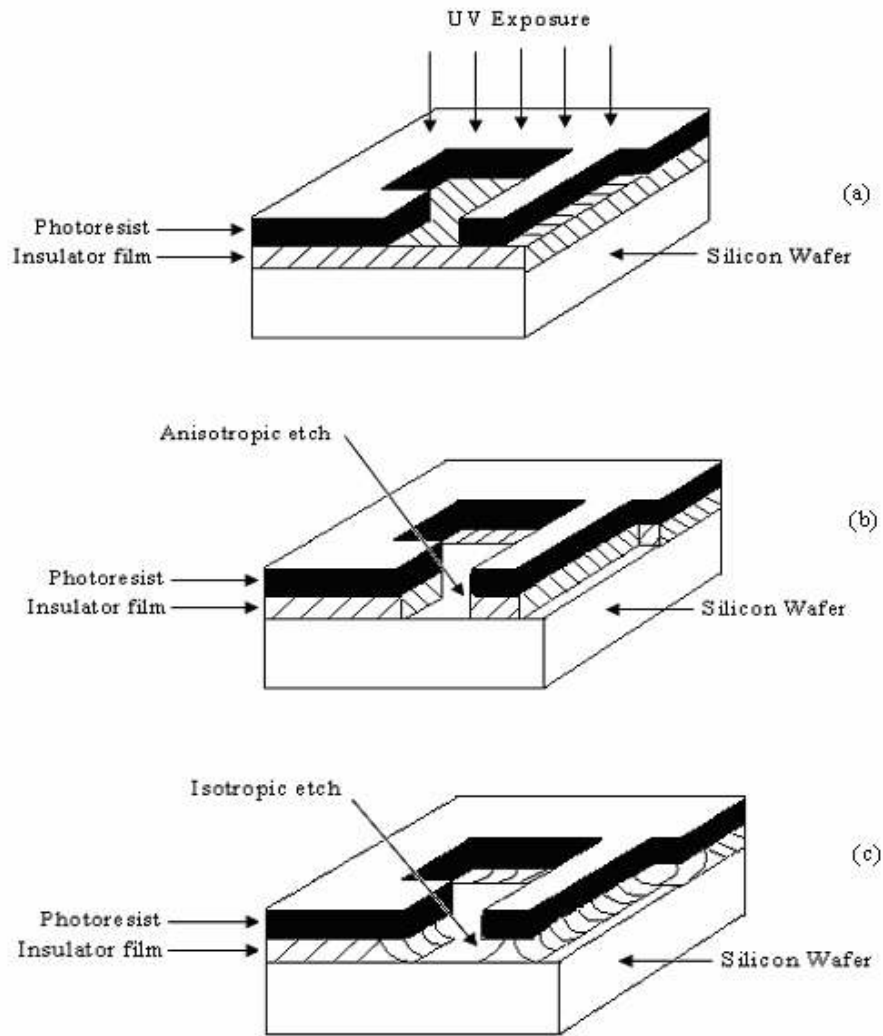 UV Exposure
(a)
Photoresist
Insulator film
Silicon Wafer
Anisotropic etch
(b)
Photoresist
Insulator film
Silicon Wafer
Isotropic etch
(c)
Photoresist
Insulator film
Silicon Wafer